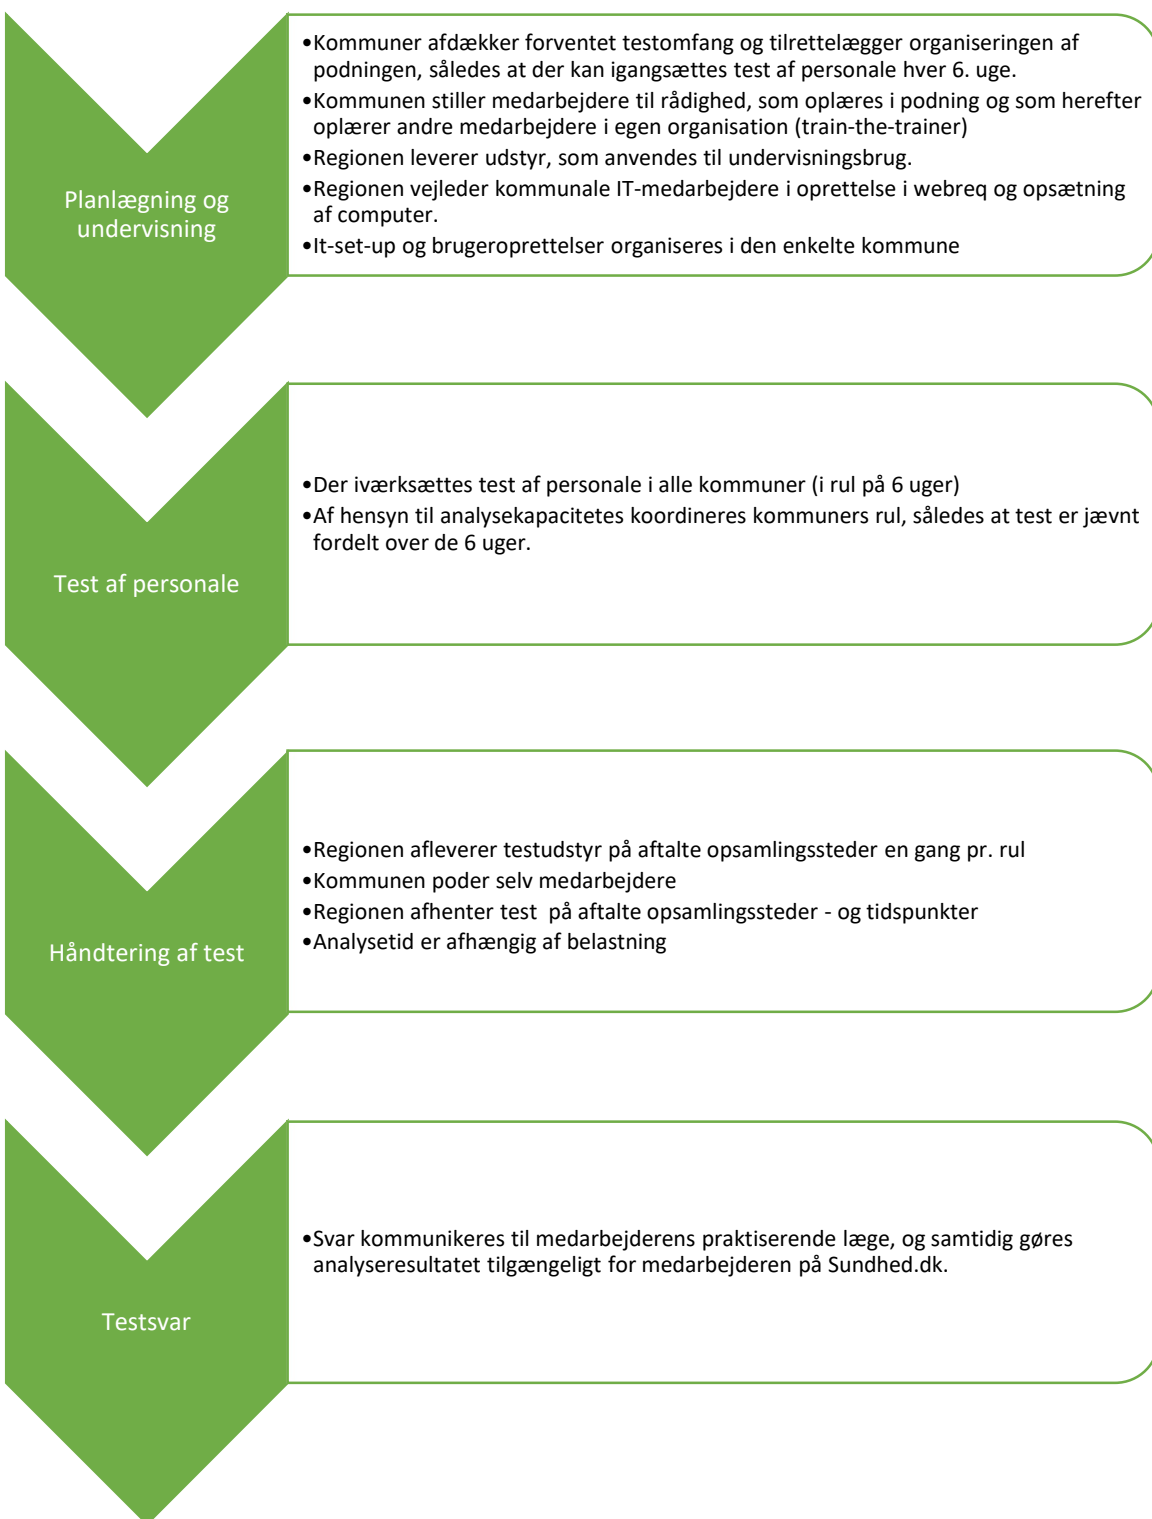 Planlægning og
undervisning
•Kommuner afdækker forventet testomfang og tilrettelægger organiseringen af
podningen, således at der kan igangsættes test af personale hver 6. uge.
•Kommunen stiller medarbejdere til rådighed, som oplæres i podning og som herefter
oplærer andre medarbejdere i egen organisation (train-the-trainer)
•Regionen leverer udstyr, som anvendes til undervisningsbrug.
•Regionen vejleder kommunale IT-medarbejdere i oprettelse i webreq og opsætning
af computer.
•It-set-up og brugeroprettelser organiseres i den enkelte kommune
Test af personale
•Der iværksættes test af personale i alle kommuner (i rul på 6 uger)
•Af hensyn til analysekapacitetes koordineres kommuners rul, således at test er jævnt
fordelt over de 6 uger.
Håndtering af test
•Regionen afleverer testudstyr på aftalte opsamlingssteder en gang pr. rul
•Kommunen poder selv medarbejdere
•Regionen afhenter test  på aftalte opsamlingssteder - og tidspunkter
•Analysetid er afhængig af belastning
Testsvar
•Svar kommunikeres til medarbejderens praktiserende læge, og samtidig gøres
analyseresultatet tilgængeligt for medarbejderen på Sundhed.dk.